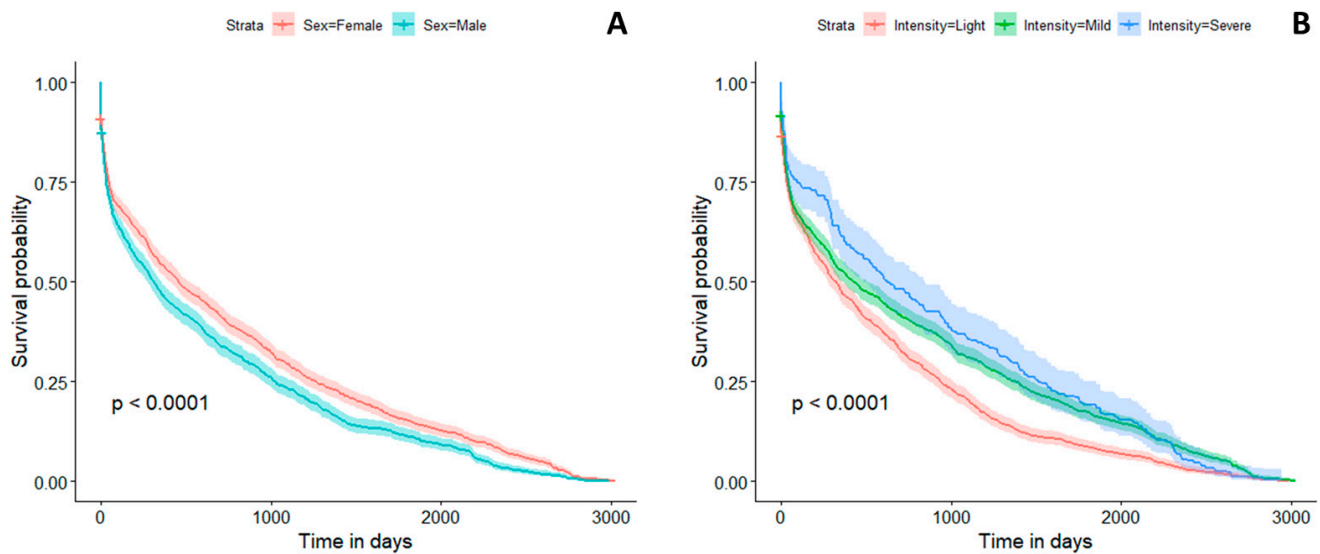 Strata Sex=Female Sex=Male A
1.00
0.75
0.50
0.25
0.00
Survival probability
p < 0.0001
0 1000 2000 3000
Time in days
Strata Intensity=Light Intensity=Mild Intensity=Severe B
1.00
0.75
0.50
0.25
0.00
Survival probability
p < 0.0001
0 1000 2000 3000
Time in days